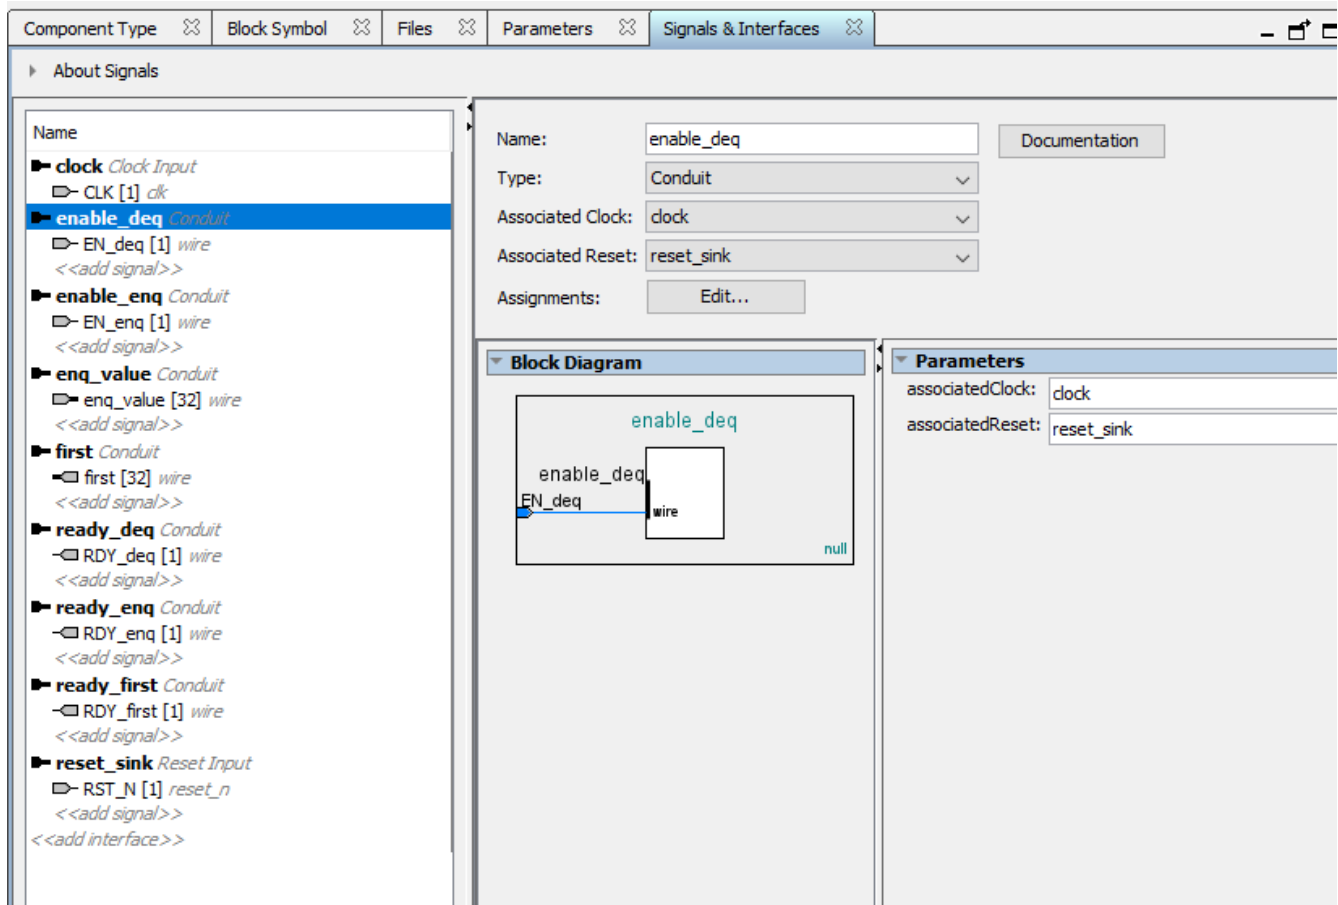 Component Type Block Symbol Files Parameters Signals & Interfaces
About Signals
Name
clock Clock Input
CLK [1] clk
enable_deq Conduit
EN_deq [1] wire
<<add signal>>
enable_enq Conduit
EN_enq [1] wire
<<add signal>>
enq_value Conduit
enq_value [32] wire
<<add signal>>
first Conduit
first [32] wire
<<add signal>>
ready_deq Conduit
RDY_deq [1] wire
<<add signal>>
ready_enq Conduit
RDY_enq [1] wire
<<add signal>>
ready_first Conduit
RDY_first [1] wire
<<add signal>>
reset_sink Reset Input
RST_N [1] reset_n
<<add signal>>
<<add interface>>
Name: enable_deq Documentation
Type: Conduit
Associated Clock: clock
Associated Reset: reset_sink
Assignments: Edit...
Block Diagram
enable_deq
enable_deq
EN_deq
wire
null
Parameters
associatedClock: clock
associatedReset: reset_sink